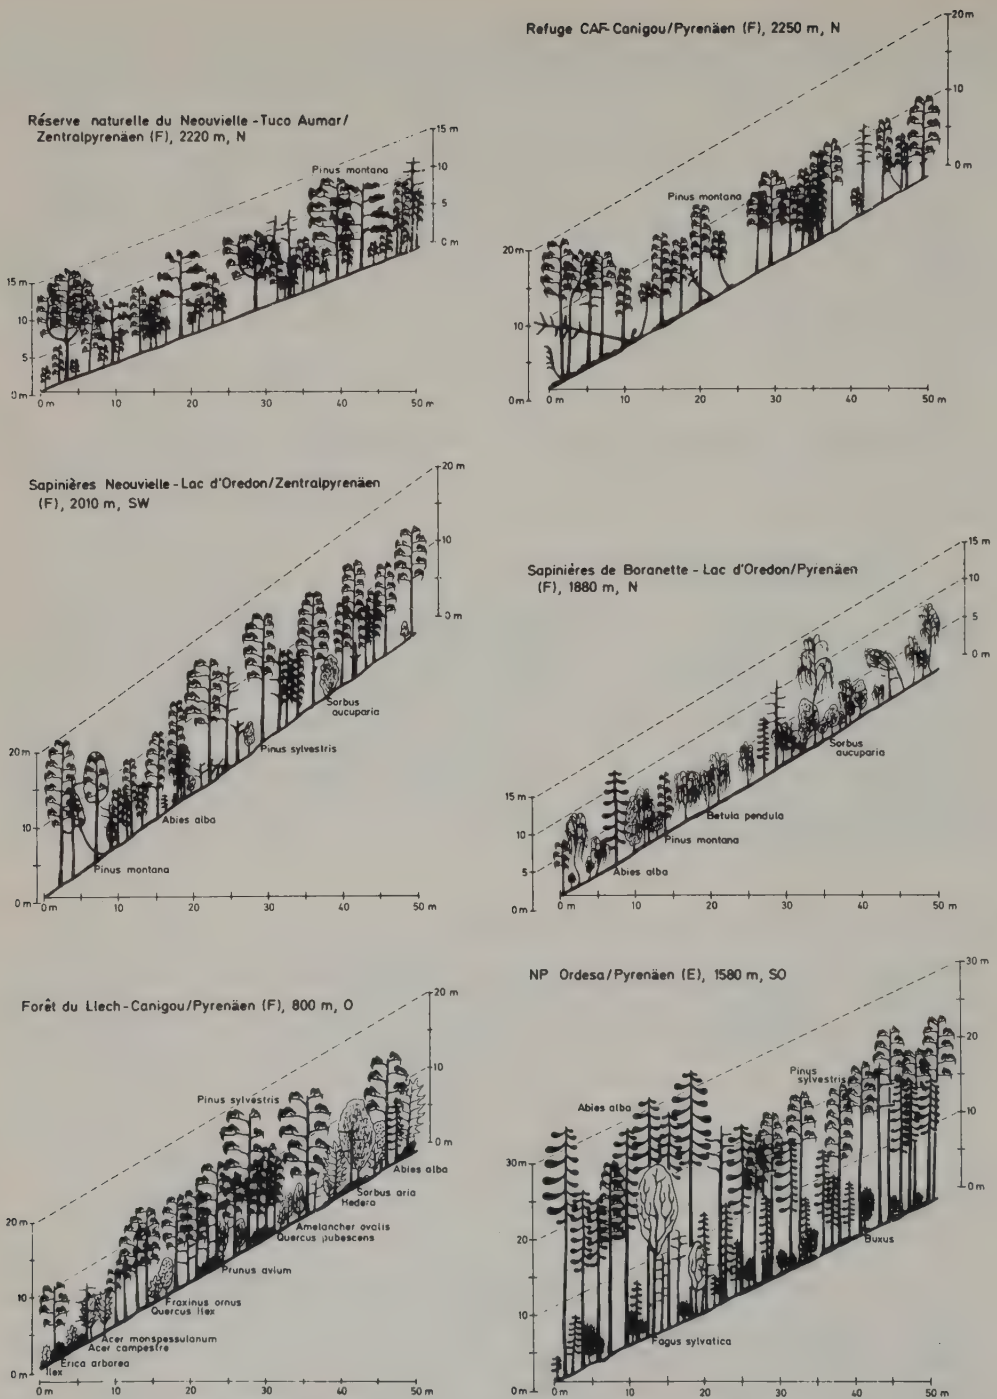 Réserve naturelle du Neouvielle - Tuco Aumar/
Zentralpyrenäen (F), 2220 m, N
Pinus montana
15 m
10 m
5 m
0 m
15 m
10
5
0 m
0 m 10 20 30 40 50 m
Refuge CAF-Canigou/Pyrenäen (F), 2250 m, N
20 m
10 m
0 m
Pinus montana
20 m
10
0 m
0 m 10 20 30 40 50 m
Sapinières Neouvielle - Lac d'Oredon/Zentralpyrenäen
(F), 2010 m, SW
20 m
10
0 m
Sorbus
aucuparia
Pinus sylvestris
Abies alba
Pinus montana
20 m
10
0 m
0 m 10 20 30 40 50 m
Sapinières de Boranette - Lac d'Oredon/Pyrenäen
(F), 1880 m, N
15 m
10
5
0 m
Sorbus
aucuparia
Betula pendula
Pinus montana
Abies alba
15 m
10
5
0 m
0 m 10 20 30 40 50 m
Forêt du Llech-Canigou/Pyrenäen (F), 800 m, O
20 m
10
0 m
Pinus sylvestris
Abies alba
Sorbus aria
Hedera
Amelancher ovalis
Quercus pubescens
Prunus avium
Fraxinus ornus
Quercus Ilex
Acer monspessulanum
Acer campestre
Erica arborea
Ilex
20 m
10
0 m
0 m 10 20 30 40 50 m
NP Ordesa/Pyrenäen (E), 1580 m, SO
30 m
20
10
0 m
Pinus
sylvestris
Abies alba
Buxus
Fagus sylvatica
30 m
20
10
0 m
0 m 10 20 30 40 50 m